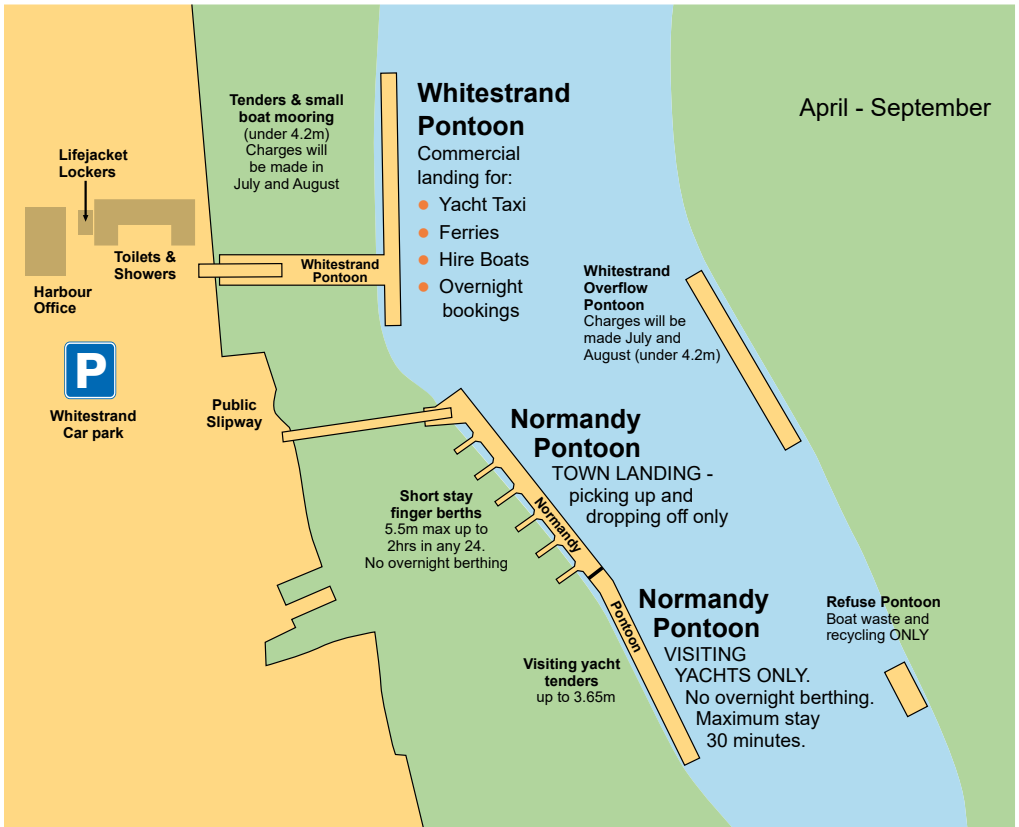 Tenders & small
boat mooring
(under 4.2m)
Charges will
be made in
July and August
Whitestrand
Pontoon
Commercial
landing for:
Yacht Taxi
Ferries
Hire Boats
Overnight
bookings
April - September
Lifejacket
Lockers
Toilets &
Showers
Harbour
Office
Whitestrand
Pontoon
Whitestrand
Overflow
Pontoon
Charges will be
made July and
August (under 4.2m)
P
Whitestrand
Car park
Public
Slipway
Normandy
Pontoon
TOWN LANDING -
picking up and
dropping off only
Short stay
finger berths
5.5m max up to
2hrs in any 24.
No overnight berthing
Normandy
Pontoon
Normandy
Pontoon
VISITING
YACHTS ONLY.
No overnight berthing.
Maximum stay
30 minutes.
Visiting yacht
tenders
up to 3.65m
Refuse Pontoon
Boat waste and
recycling ONLY